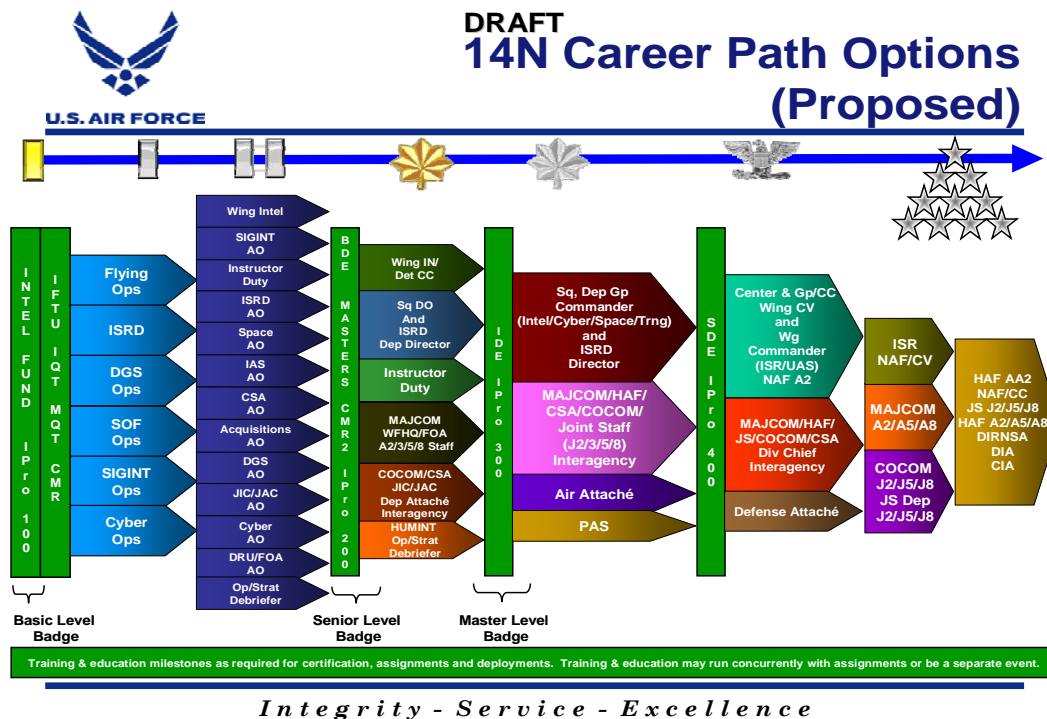 DRAFT
14N Career Path Options
(Proposed)
U.S. AIR FORCE
INTEL FUND IPro 100
IFTU IQT MQT CMR
Flying
Ops
ISRD
DGS
Ops
SOF
Ops
SIGINT
Ops
Cyber
Ops
Wing Intel
SIGINT
AO
Instructor
Duty
ISRD
AO
Space
AO
IAS
AO
CSA
AO
Acquisitions
AO
DGS
AO
JIC/JAC
AO
Cyber
AO
DRU/FOA
AO
Op/Strat
Debriefer
BDE MASTERS CMR2 IPro 200
Wing IN/
Det CC
Sq DO
And
ISRD
Dep Director
Instructor
Duty
MAJCOM
WFHQ/FOA
A2/3/5/8 Staff
COCOM/CSA
JIC/JAC
Dep Attaché
Interagency
HUMINT
Op/Strat
Debriefer
IDE IPro 300
Sq, Dep Gp
Commander
(Intel/Cyber/Space/Trng)
and
ISRD
Director
MAJCOM/HAF/
CSA/COCOM/
Joint Staff
(J2/3/5/8)
Interagency
Air Attaché
PAS
SDE IPro 400
Center & Gp/CC
Wing CV
and
Wg
Commander
(ISR/UAS)
NAF A2
MAJCOM/HAF/
JS/COCOM/CSA
Div Chief
Interagency
Defense Attaché
ISR
NAF/CV
MAJCOM
A2/A5/A8
COCOM
J2/J5/J8
JS Dep
J2/J5/J8
HAF AA2
NAF/CC
JS J2/J5/J8
HAF A2/A5/A8
DIRNSA
DIA
CIA
Basic Level
Badge
Senior Level
Badge
Master Level
Badge
Training & education milestones as required for certification, assignments and deployments. Training & education may run concurrently with assignments or be a separate event.
Integrity - Service - Excellence